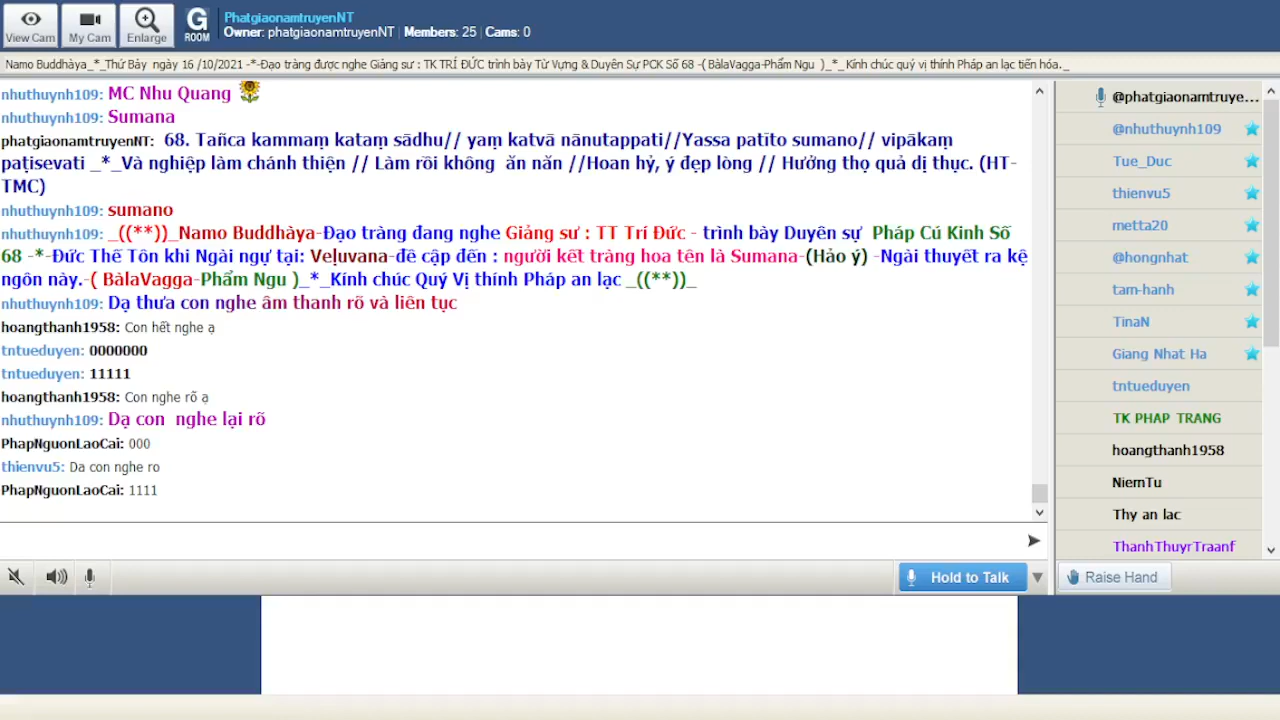 View Cam
My Cam
Enlarge
G
ROOM
PhatgiaonamtruyenNT
Owner: phatgiaonamtruyenNT | Members: 25 | Cams: 0
Namo Buddhàya_*_Thứ Bảy ngày 16 /10/2021 -*-Đạo tràng được nghe Giảng sư : TK TRÍ ĐỨC trình bày Từ Vựng & Duyên Sự PCK Số 68 -( BàlaVagga-Phẩm Ngu )_*_ Kính chúc quý vị thính Pháp an lạc tiến hóa._
nhuthuynh109: MC Nhu Quang
nhuthuynh109: Sumana
phatgiaonamtruyenNT: 68. Tañca kammaṃ kataṃ sādhu// yaṃ katvā nānutappati//Yassa patīto sumano// vipākaṃ
paṭisevati _*_Và nghiệp làm chánh thiện // Làm rồi không ăn năn //Hoan hỷ, ý đẹp lòng // Hưởng thọ quả dị thục. (HT-
TMC)
nhuthuynh109: sumano
nhuthuynh109: _((**))_Namo Buddhàya-Đạo tràng đang nghe Giảng sư : TT Trí Đức - trình bày Duyên sự Pháp Cú Kinh Số
68 -*-Đức Thế Tôn khi Ngài ngự tại: Veḷuvana-đề cập đến : người kết tràng hoa tên là Sumana-(Hảo ý) -Ngài thuyết ra kệ
ngôn này.-( BàlaVagga-Phẩm Ngu )_*_Kính chúc Quý Vị thính Pháp an lạc _((**))_
nhuthuynh109: Dạ thưa con nghe âm thanh rõ và liên tục
hoangthanh1958: Con hết nghe ạ
tntueduyen: 0000000
tntueduyen: 11111
hoangthanh1958: Con nghe rõ ạ
nhuthuynh109: Dạ con nghe lại rõ
PhapNguonLaoCai: 000
thienvu5: Da con nghe ro
PhapNguonLaoCai: 1111
Hold to Talk
@phatgiaonamtruye...
@nhuthuynh109
Tue_Duc
thienvu5
metta20
@hongnhat
tam-hanh
TinaN
Giang Nhat Ha
tntueduyen
TK PHAP TRANG
hoangthanh1958
NiemTu
Thy an lac
ThanhThuyrTraanf
Raise Hand